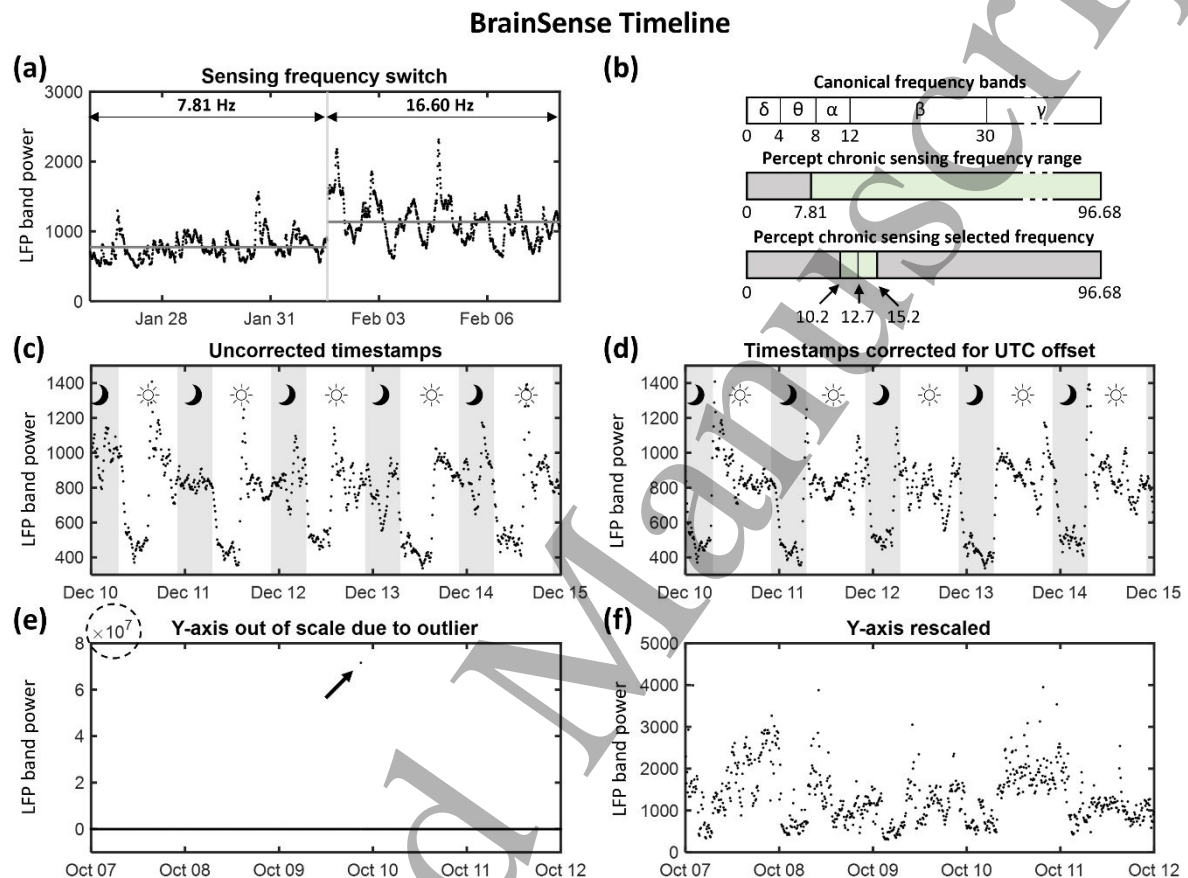 BrainSense Timeline
(a)
Sensing frequency switch
3000
2000
1000
0
LFP band power
7.81 Hz
16.60 Hz
Jan 28
Jan 31
Feb 03
Feb 06
(b)
Canonical frequency bands
δ θ α β γ
0 4 8 12 30
Percept chronic sensing frequency range
0 7.81 96.68
Percept chronic sensing selected frequency
0 96.68
10.2 12.7 15.2
(c)
Uncorrected timestamps
1400
1200
1000
800
600
400
LFP band power
Dec 10 Dec 11 Dec 12 Dec 13 Dec 14 Dec 15
(d)
Timestamps corrected for UTC offset
1400
1200
1000
800
600
400
LFP band power
Dec 10 Dec 11 Dec 12 Dec 13 Dec 14 Dec 15
(e)
×10⁷
Y-axis out of scale due to outlier
8
6
4
2
0
LFP band power
Oct 07 Oct 08 Oct 09 Oct 10 Oct 11 Oct 12
(f)
Y-axis rescaled
5000
4000
3000
2000
1000
0
LFP band power
Oct 07 Oct 08 Oct 09 Oct 10 Oct 11 Oct 12
d Manuscrip